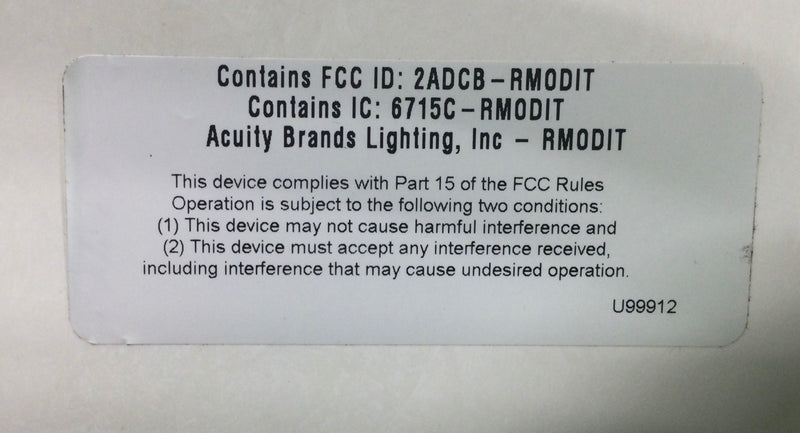 Contains FCC ID: 2ADCB-RMODIT
Contains IC: 6715C-RMODIT
Acuity Brands Lighting, Inc - RMODIT
This device complies with Part 15 of the FCC Rules
Operation is subject to the following two conditions:
(1) This device may not cause harmful interference and
(2) This device must accept any interference received,
including interference that may cause undesired operation.
U99912